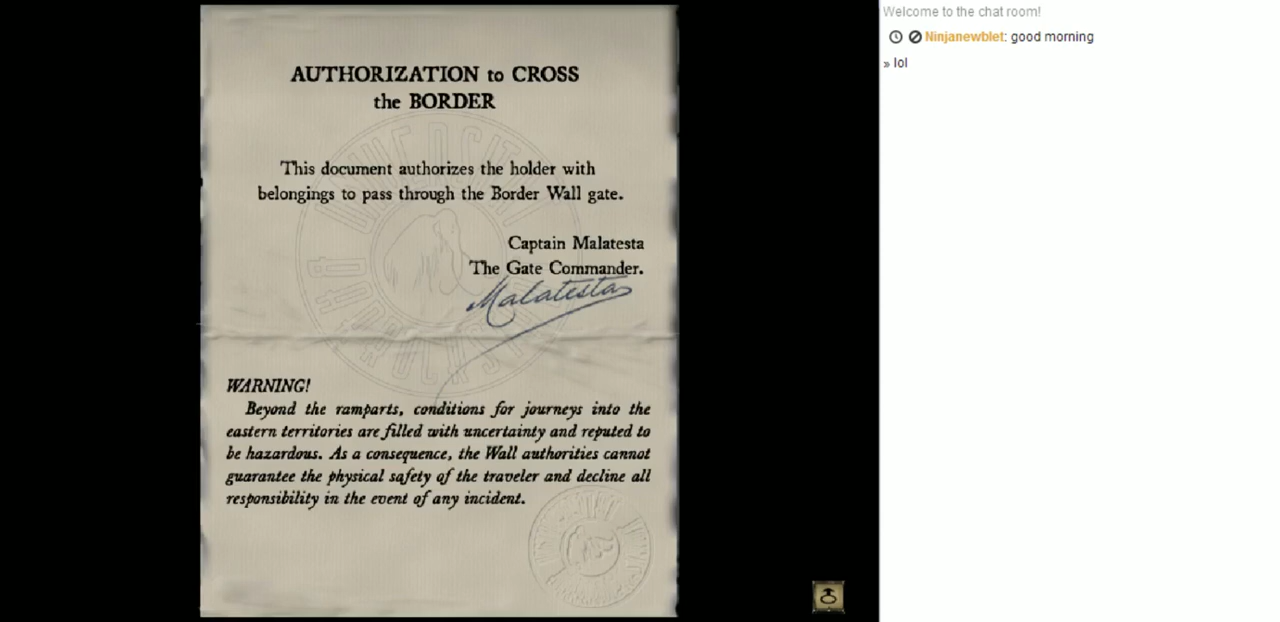 AUTHORIZATION to CROSS
the BORDER
This document authorizes the holder with
belongings to pass through the Border Wall gate.
Captain Malatesta
The Gate Commander.
Malatesta
WARNING!
Beyond the ramparts, conditions for journeys into the
eastern territories are filled with uncertainty and reputed to
be hazardous. As a consequence, the Wall authorities cannot
guarantee the physical safety of the traveler and decline all
responsibility in the event of any incident.
Welcome to the chat room!
Ninjanewblet: good morning
» lol